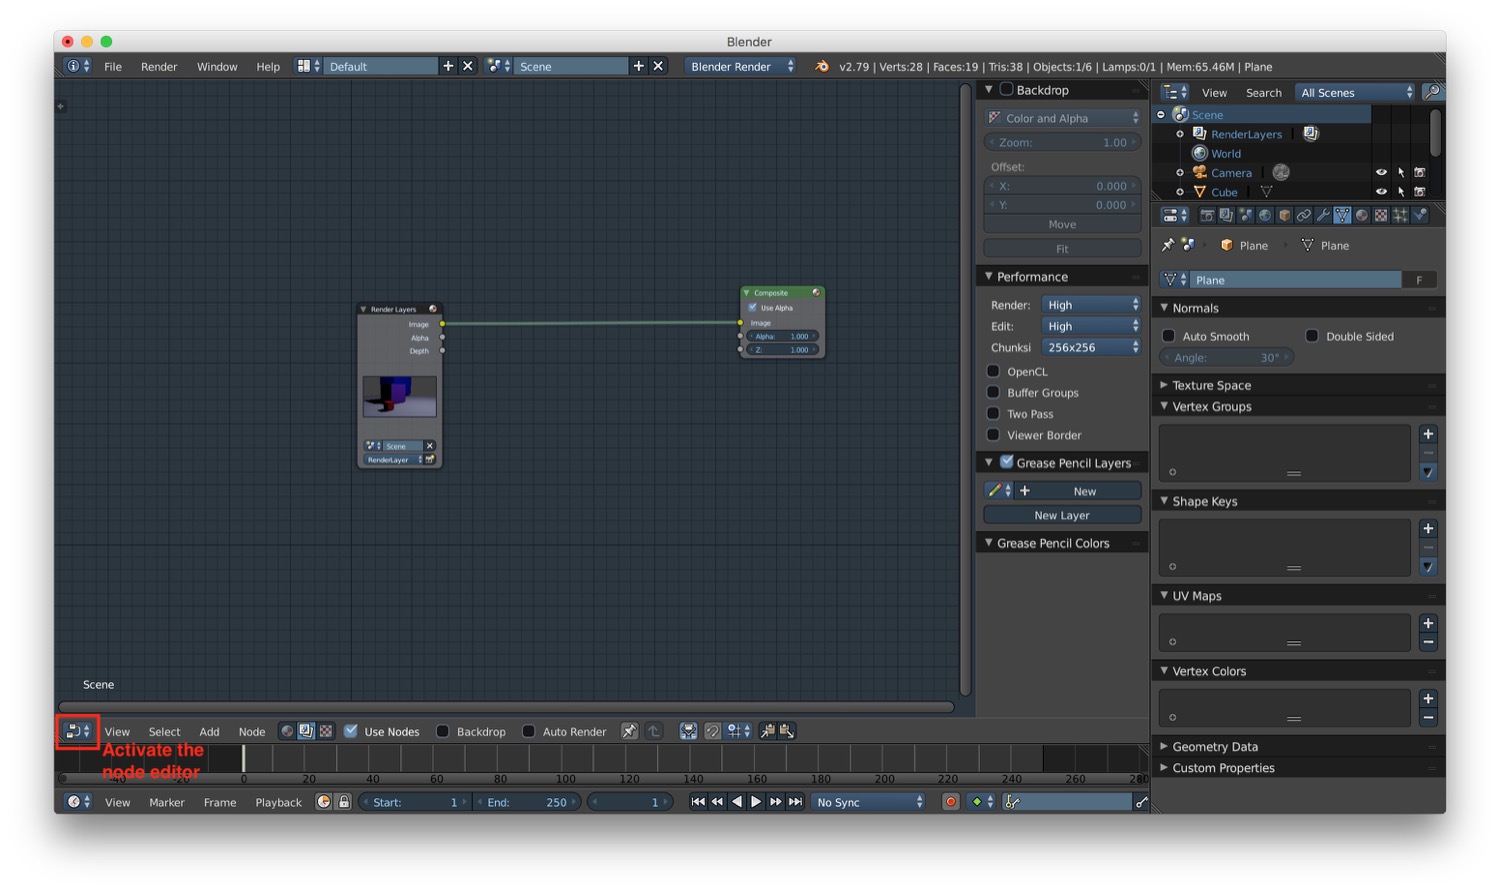 Blender
File Render Window Help Default Scene Blender Render v2.79 | Verts:28 | Faces:19 | Tris:38 | Objects:1/6 | Lamps:0/1 | Mem:65.46M | Plane
Backdrop
Color and Alpha
Zoom: 1.00
Offset:
X: 0.000
Y: 0.000
Move
Fit
Performance
Render: High
Edit: High
Chunksi 256x256
OpenCL
Buffer Groups
Two Pass
Viewer Border
Grease Pencil Layers
New
New Layer
Grease Pencil Colors
View Search All Scenes
Scene
RenderLayers
World
Camera
Cube
Plane Plane
Plane F
Normals
Auto Smooth Double Sided
Angle: 30°
Texture Space
Vertex Groups
Shape Keys
UV Maps
Vertex Colors
Geometry Data
Custom Properties
Render Layers
Image
Alpha
Depth
Scene
RenderLayer
Composite
Use Alpha
Image
Alpha: 1.000
Z: 1.000
Scene
View Select Add Node Use Nodes Backdrop Auto Render
Activate the
node editor
-40 -20 0 20 40 60 80 100 120 140 160 180 200 220 240 260 280
View Marker Frame Playback Start: 1 End: 250 1 No Sync